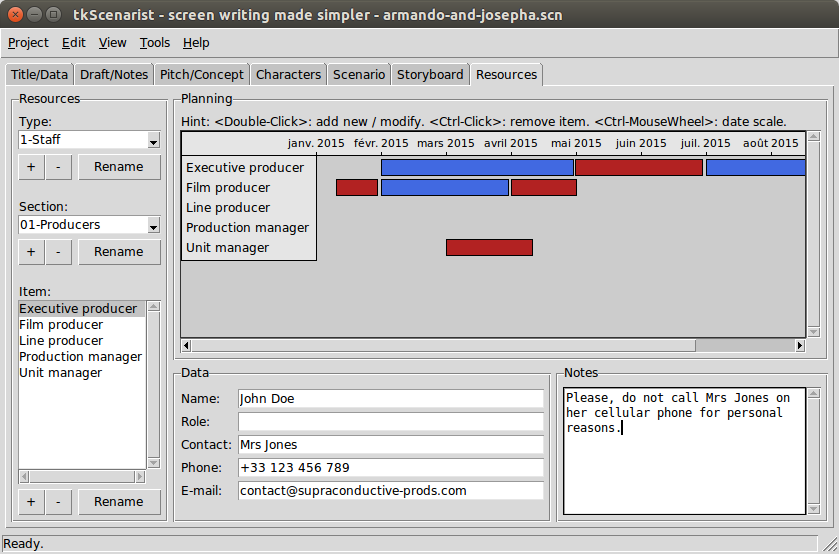 tkScenarist - screen writing made simpler - armando-and-josepha.scn
Project Edit View Tools Help
Title/Data Draft/Notes Pitch/Concept Characters Scenario Storyboard Resources
Resources
Type:
1-Staff
+ - Rename
Section:
01-Producers
+ - Rename
Item:
Executive producer
Film producer
Line producer
Production manager
Unit manager
+ - Rename
Planning
Hint: <Double-Click>: add new / modify. <Ctrl-Click>: remove item. <Ctrl-MouseWheel>: date scale.
janv. 2015 févr. 2015 mars 2015 avril 2015 mai 2015 juin 2015 juil. 2015 août 2015
Executive producer
Film producer
Line producer
Production manager
Unit manager
Data
Name: John Doe
Role:
Contact: Mrs Jones
Phone: +33 123 456 789
E-mail: contact@supraconductive-prods.com
Notes
Please, do not call Mrs Jones on
her cellular phone for personal
reasons.
Ready.